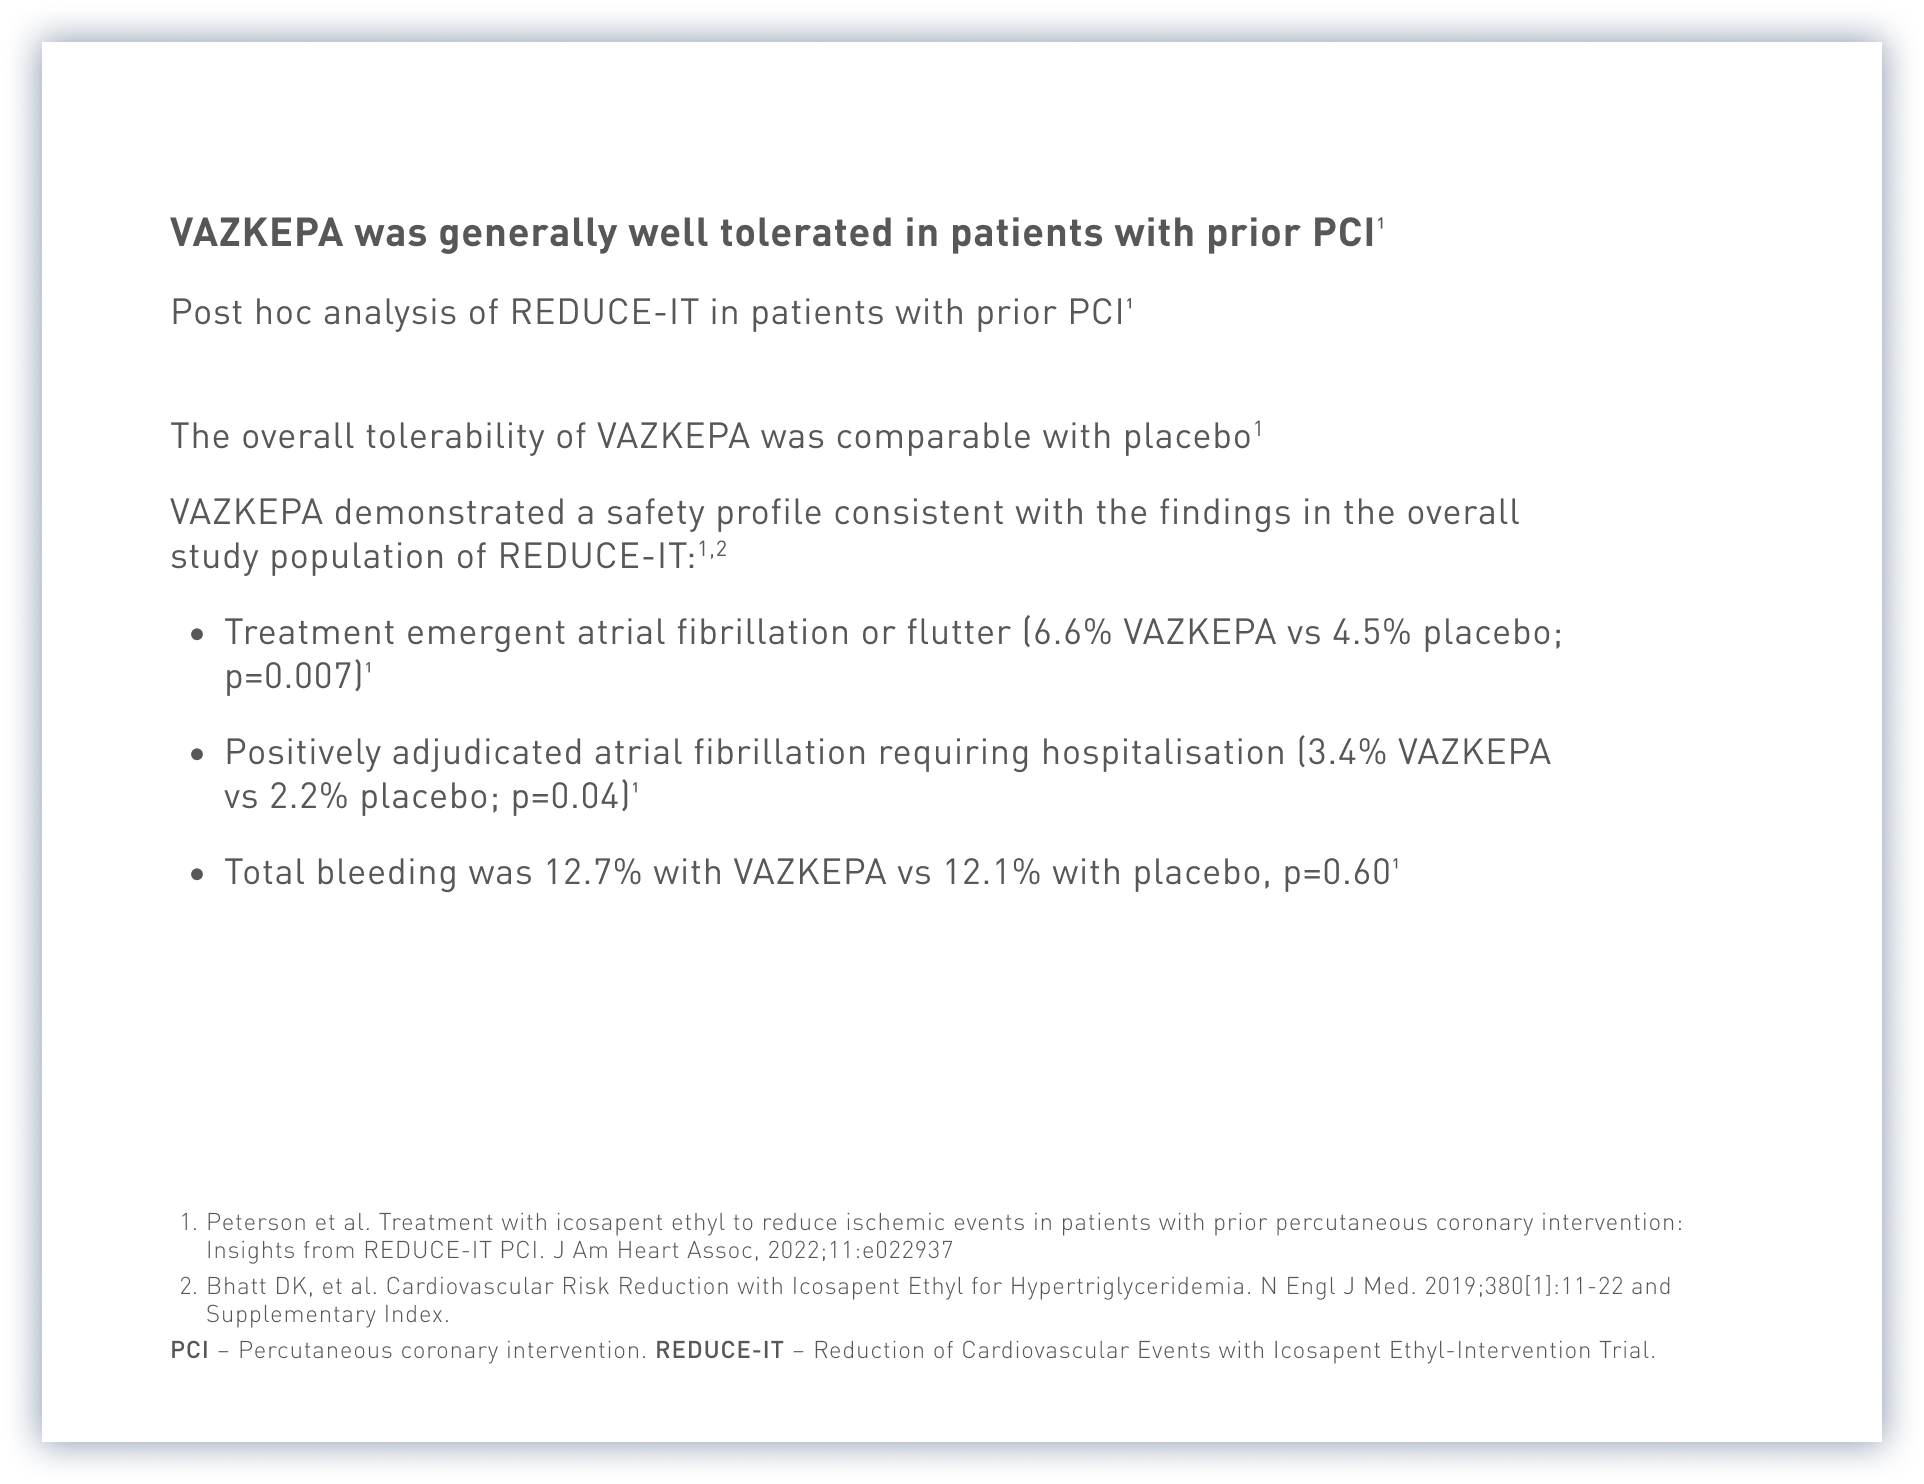 VAZKEPA was generally well tolerated in patients with prior PCI¹
Post hoc analysis of REDUCE-IT in patients with prior PCI¹
The overall tolerability of VAZKEPA was comparable with placebo¹
VAZKEPA demonstrated a safety profile consistent with the findings in the overall
study population of REDUCE-IT:¹,²
• Treatment emergent atrial fibrillation or flutter (6.6% VAZKEPA vs 4.5% placebo;
p=0.007)¹
• Positively adjudicated atrial fibrillation requiring hospitalisation (3.4% VAZKEPA
vs 2.2% placebo; p=0.04)¹
• Total bleeding was 12.7% with VAZKEPA vs 12.1% with placebo, p=0.60¹
1. Peterson et al. Treatment with icosapent ethyl to reduce ischemic events in patients with prior percutaneous coronary intervention:
Insights from REDUCE-IT PCI. J Am Heart Assoc, 2022;11:e022937
2. Bhatt DK, et al. Cardiovascular Risk Reduction with Icosapent Ethyl for Hypertriglyceridemia. N Engl J Med. 2019;380[1]:11-22 and
Supplementary Index.
PCI – Percutaneous coronary intervention. REDUCE-IT – Reduction of Cardiovascular Events with Icosapent Ethyl-Intervention Trial.